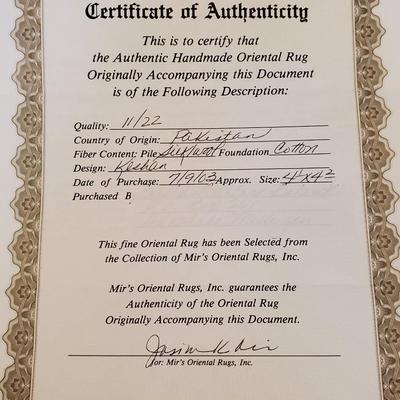 Certificate of Authenticity
This is to certify that
the Authentic Handmade Oriental Rug
Originally Accompanying this Document
is of the Following Description:
Quality: 11/22
Country of Origin: Pakistan
Fiber Content: Pile Silk/wool Foundation Cotton
Design: Keshan
Date of Purchase: 7/9/03 Approx. Size: 4'x4²
Purchased B
This fine Oriental Rug has been Selected from
the Collection of Mir's Oriental Rugs, Inc.
Mir's Oriental Rugs, Inc. guarantees the
Authenticity of the Oriental Rug
Originally Accompanying this Document.
for: Mir's Oriental Rugs, Inc.